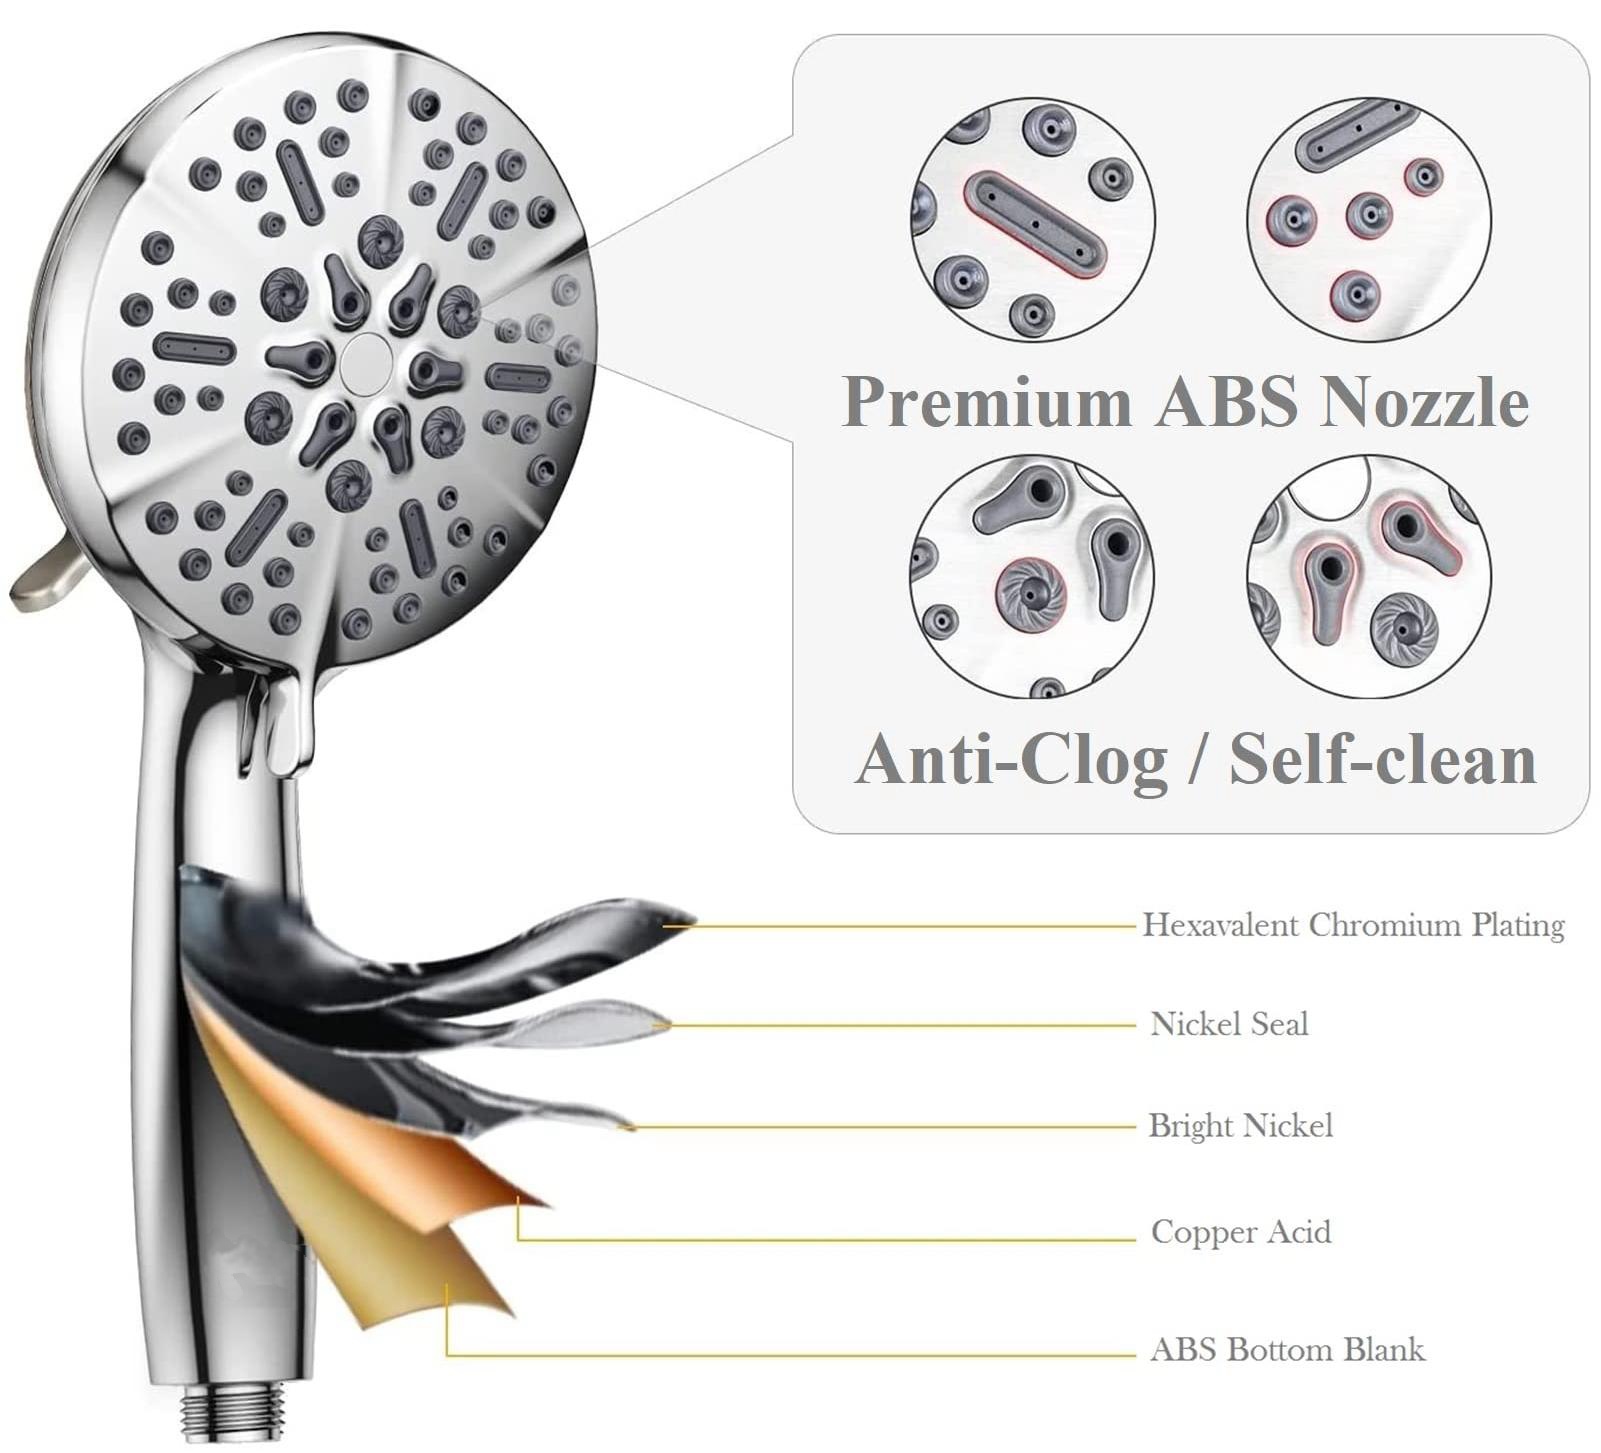 Premium ABS Nozzle
Anti-Clog / Self-clean
Hexavalent Chromium Plating
Nickel Seal
Bright Nickel
Copper Acid
ABS Bottom Blank